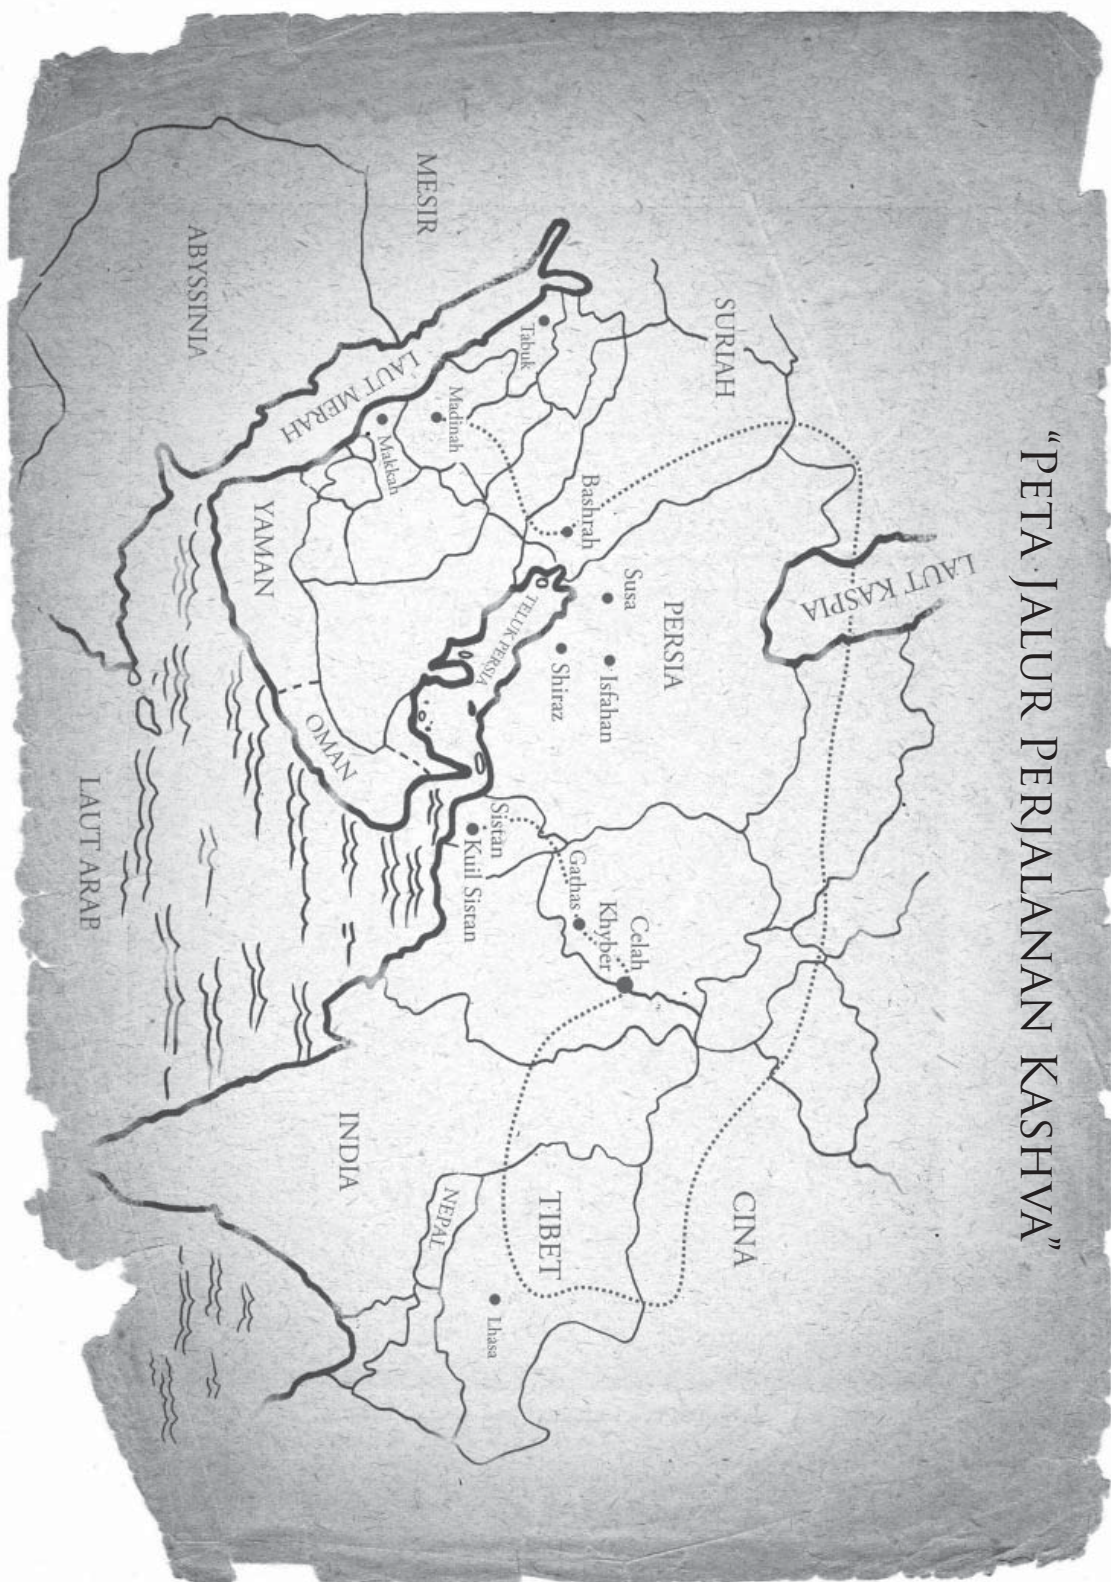 “PETA JALUR PERJALANAN KASHVA”
LAUT KASPIA
SURIAH
PERSIA
CINA
Susa
Isfahan
Bashrah
Shiraz
Celah
Khyber
Gathas
TIBET
Tabuk
TELUK PERSIA
Sistan
Kuil Sistan
Lhasa
MESIR
Madinah
NEPAL
Makkah
LAUT MERAH
INDIA
OMAN
YAMAN
ABYSSINIA
LAUT ARAP